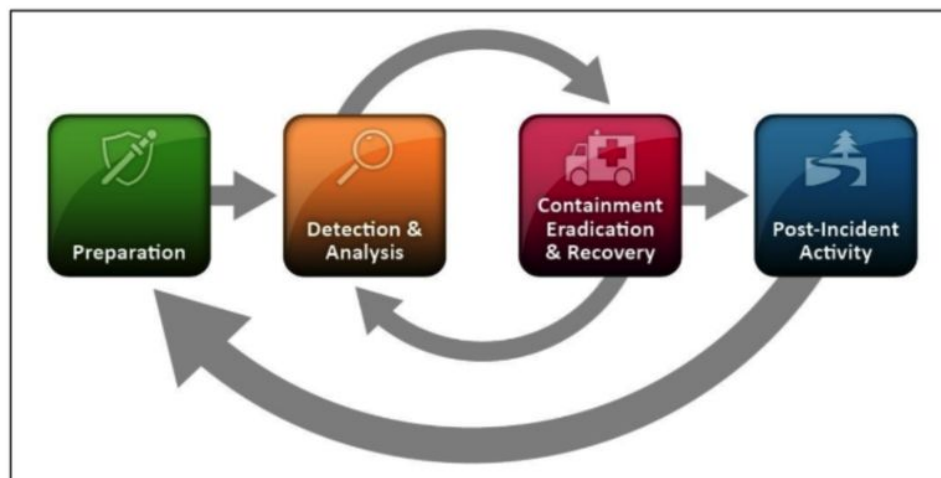 Preparation
Detection &
Analysis
Containment
Eradication
& Recovery
Post-Incident
Activity